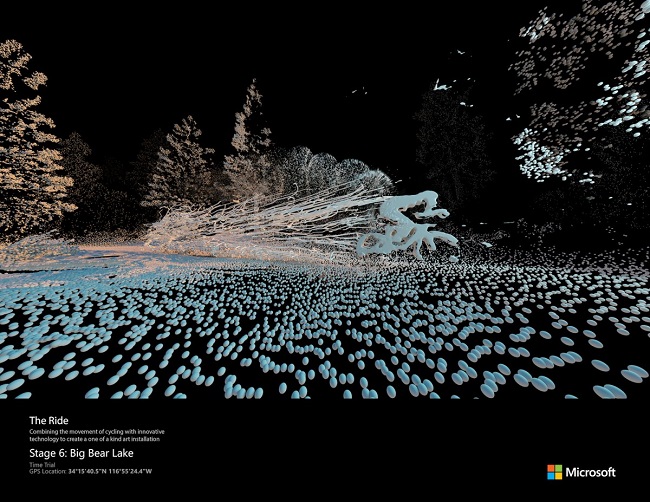 The Ride
Combining the movement of cycling with innovative
technology to create a one of a kind art installation
Stage 6: Big Bear Lake
Time Trial
GPS Location: 34°15'40.5"N 116°55'24.4"W
Microsoft